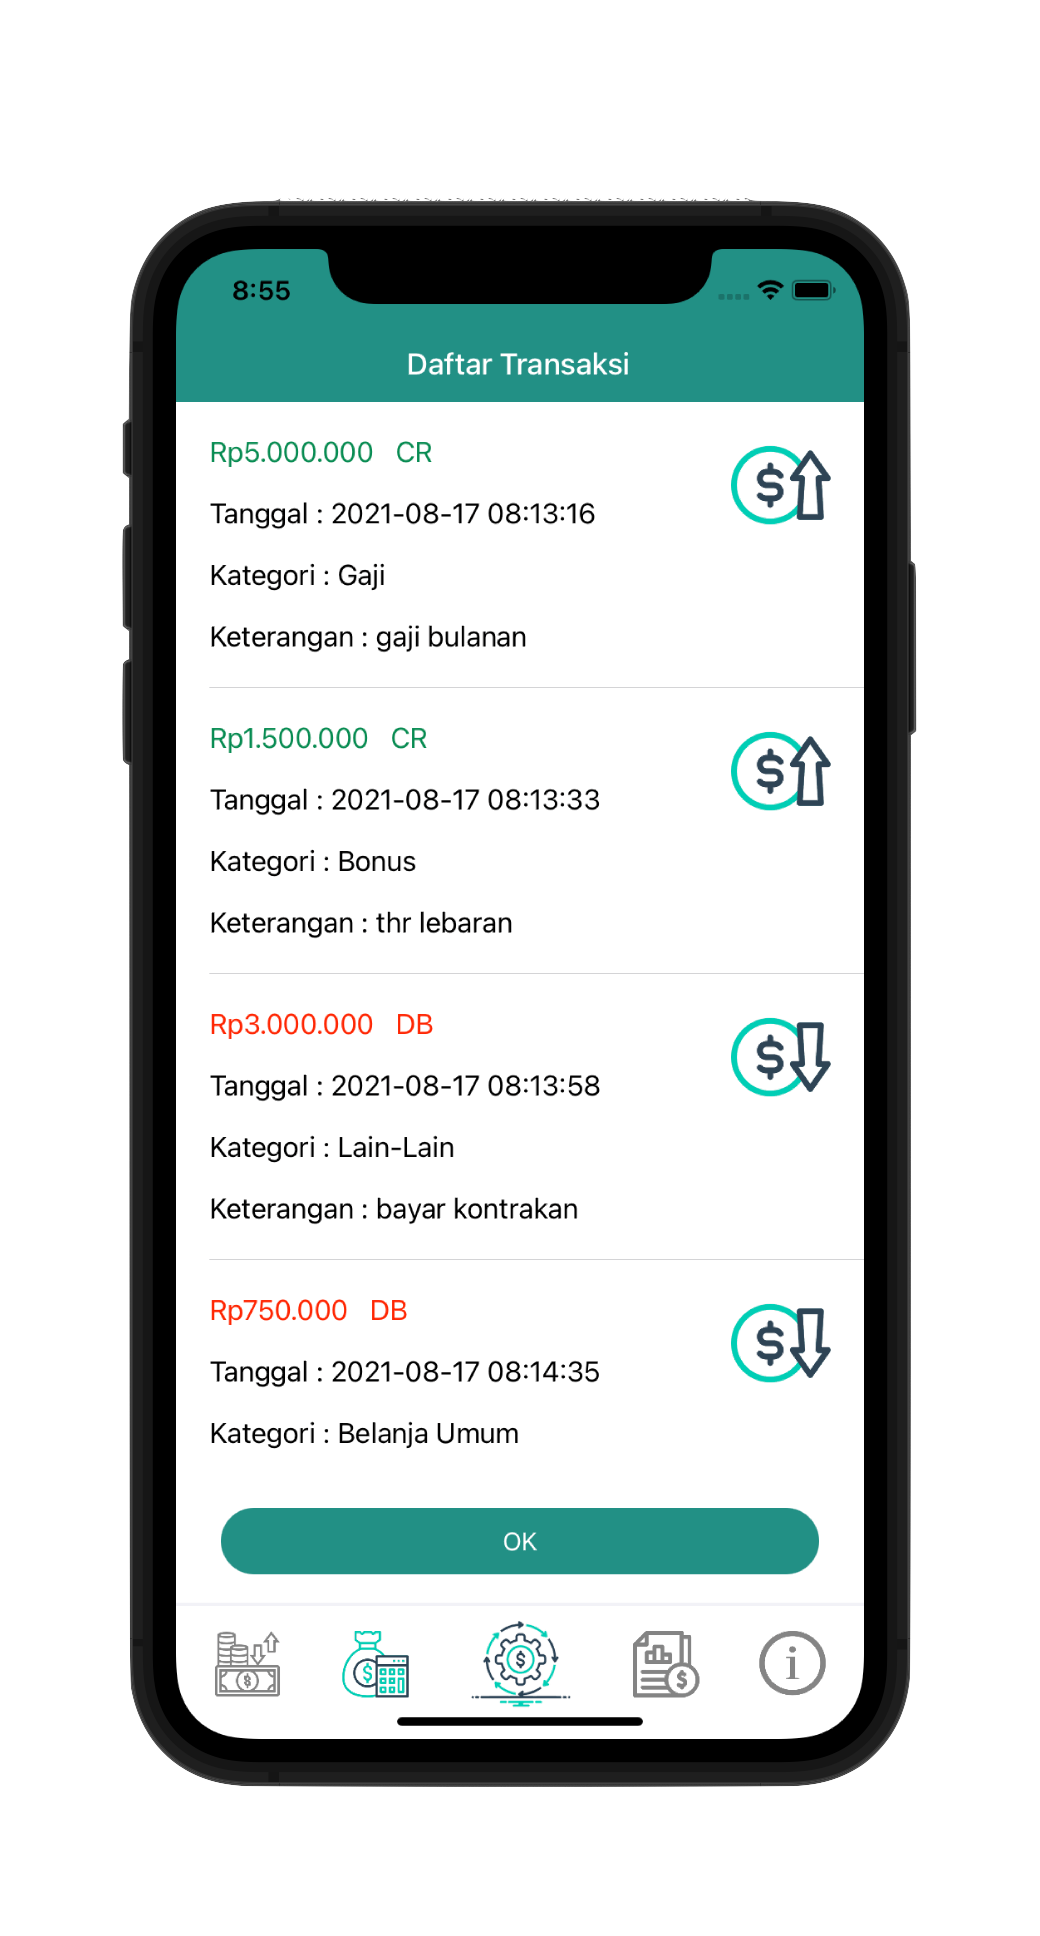 8:55
Daftar Transaksi
Rp5.000.000 CR
Tanggal : 2021-08-17 08:13:16
Kategori : Gaji
Keterangan : gaji bulanan
Rp1.500.000 CR
Tanggal : 2021-08-17 08:13:33
Kategori : Bonus
Keterangan : thr lebaran
Rp3.000.000 DB
Tanggal : 2021-08-17 08:13:58
Kategori : Lain-Lain
Keterangan : bayar kontrakan
Rp750.000 DB
Tanggal : 2021-08-17 08:14:35
Kategori : Belanja Umum
OK